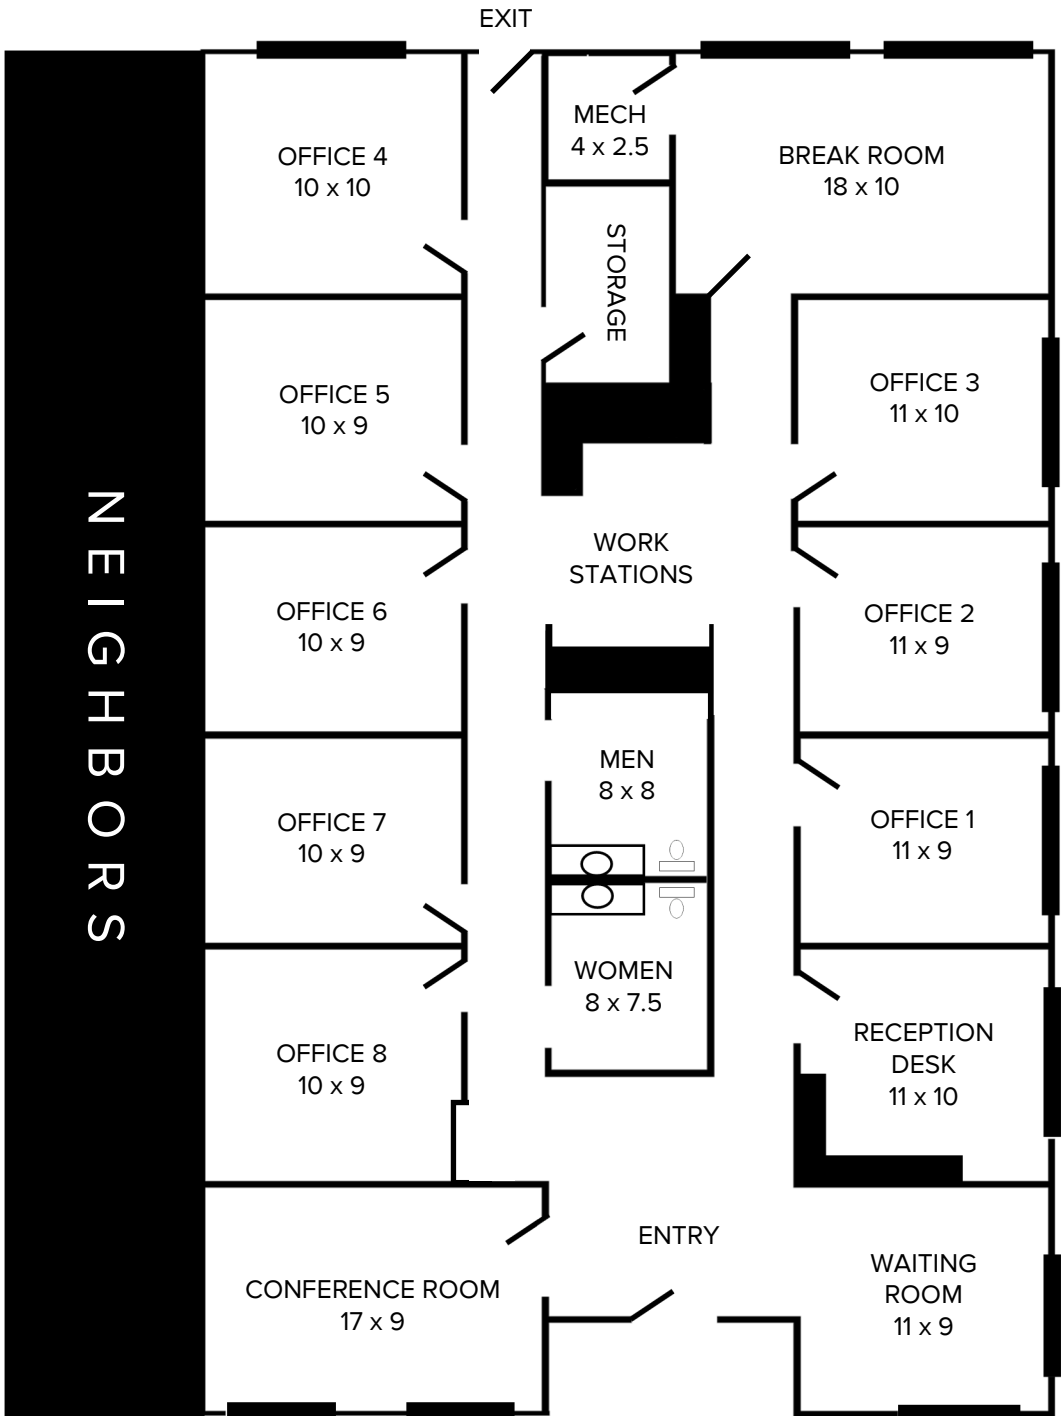 EXIT
MECH
4 x 2.5
OFFICE 4
10 x 10
BREAK ROOM
18 x 10
STORAGE
OFFICE 5
10 x 9
OFFICE 3
11 x 10
NEIGHBORS
WORK
STATIONS
OFFICE 6
10 x 9
OFFICE 2
11 x 9
MEN
8 x 8
OFFICE 7
10 x 9
OFFICE 1
11 x 9
WOMEN
8 x 7.5
OFFICE 8
10 x 9
RECEPTION
DESK
11 x 10
ENTRY
CONFERENCE ROOM
17 x 9
WAITING
ROOM
11 x 9